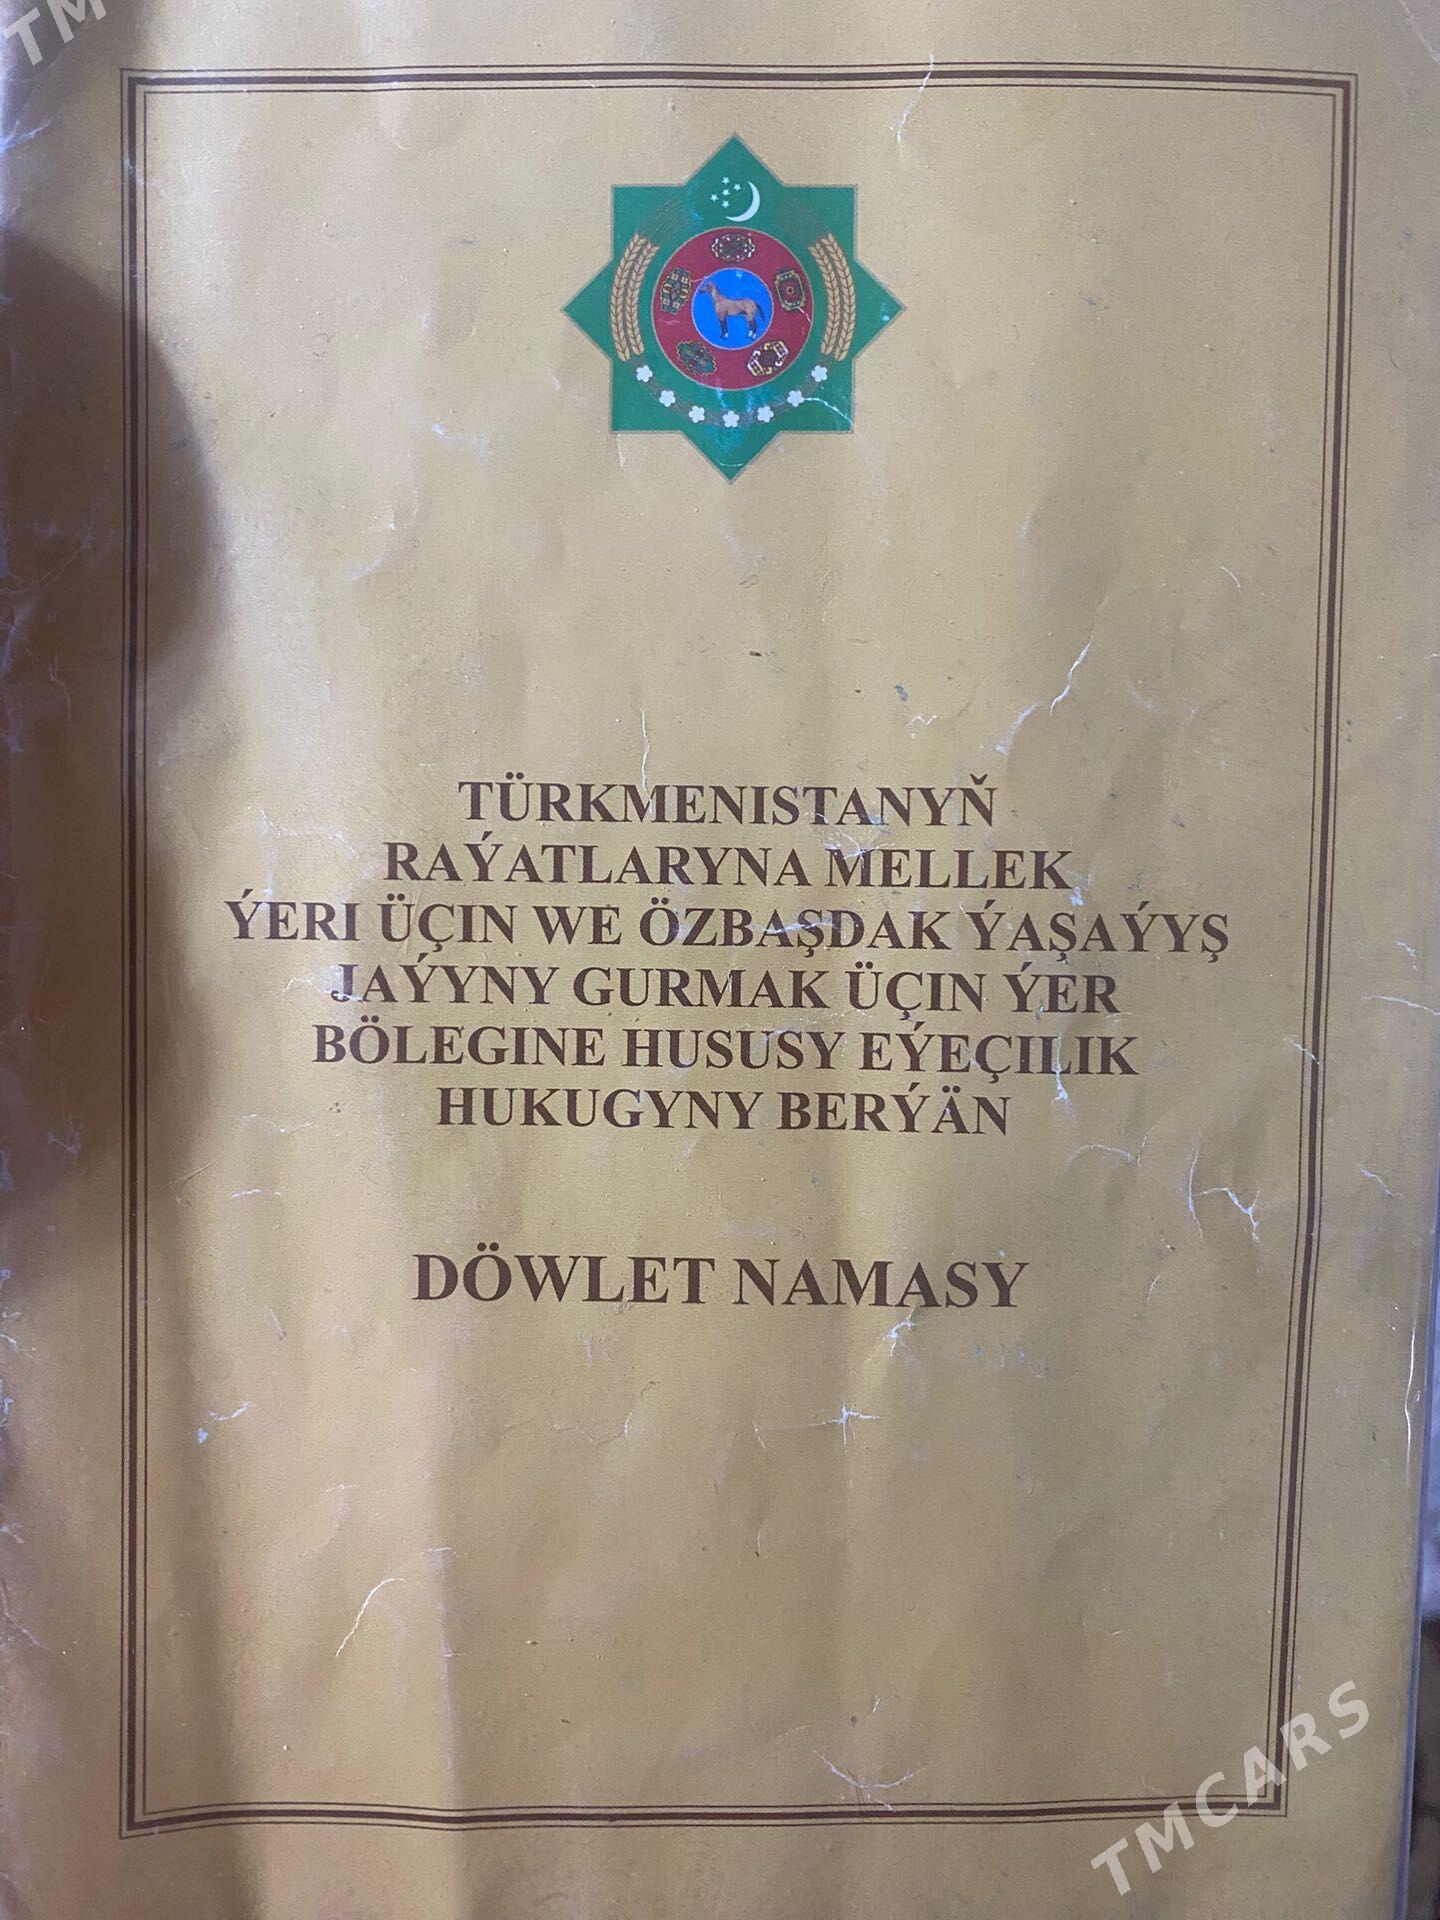 TM
TÜRKMENISTANYŇ
RAÝATLARYNA MELLEK
ÝERI ÜÇIN WE ÖZBAŞDAK ÝAŞAÝYŞ
JAÝYNY GURMAK ÜÇIN ÝER
BÖLEGINE HUSUSY EÝEÇILIK
HUKUGYNY BERÝÄN
DÖWLET NAMASY
TMCARS